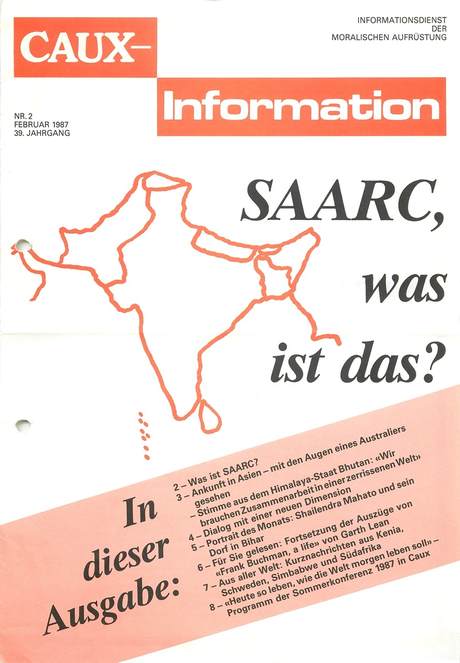 CAUX–
Information
INFORMATIONSDIENST
DER
MORALISCHEN AUFRÜSTUNG
NR. 2
FEBRUAR 1987
39. JAHRGANG
SAARC,
was
ist das?
In
dieser
Ausgabe:
2 – Was ist SAARC?
3 – Ankunft in Asien – mit den Augen eines Australiers
gesehen
– Stimme aus dem Himalaya-Staat Bhutan: «Wir
brauchen Zusammenarbeit in einer zerrissenen Welt»
4 – Dialog mit einer neuen Dimension
5 – Portrait des Monats: Shailendra Mahato und sein
Dorf in Bihar
6 – Für Sie gelesen: Fortsetzung der Auszüge von
«Frank Buchman, a life» von Garth Lean
7 – Aus aller Welt: Kurznachrichten aus Kenia,
Schweden, Simbabwe und Südafrika
8 – «Heute so leben, wie die Welt morgen leben soll» –
Programm der Sommerkonferenz 1987 in Caux